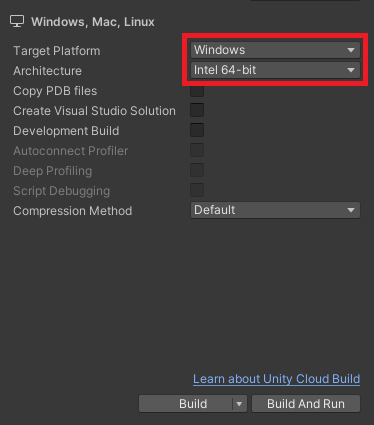 Windows, Mac, Linux
Target Platform Windows
Architecture Intel 64-bit
Copy PDB files
Create Visual Studio Solution
Development Build
Autoconnect Profiler
Deep Profiling
Script Debugging
Compression Method Default
Learn about Unity Cloud Build
Build Build And Run